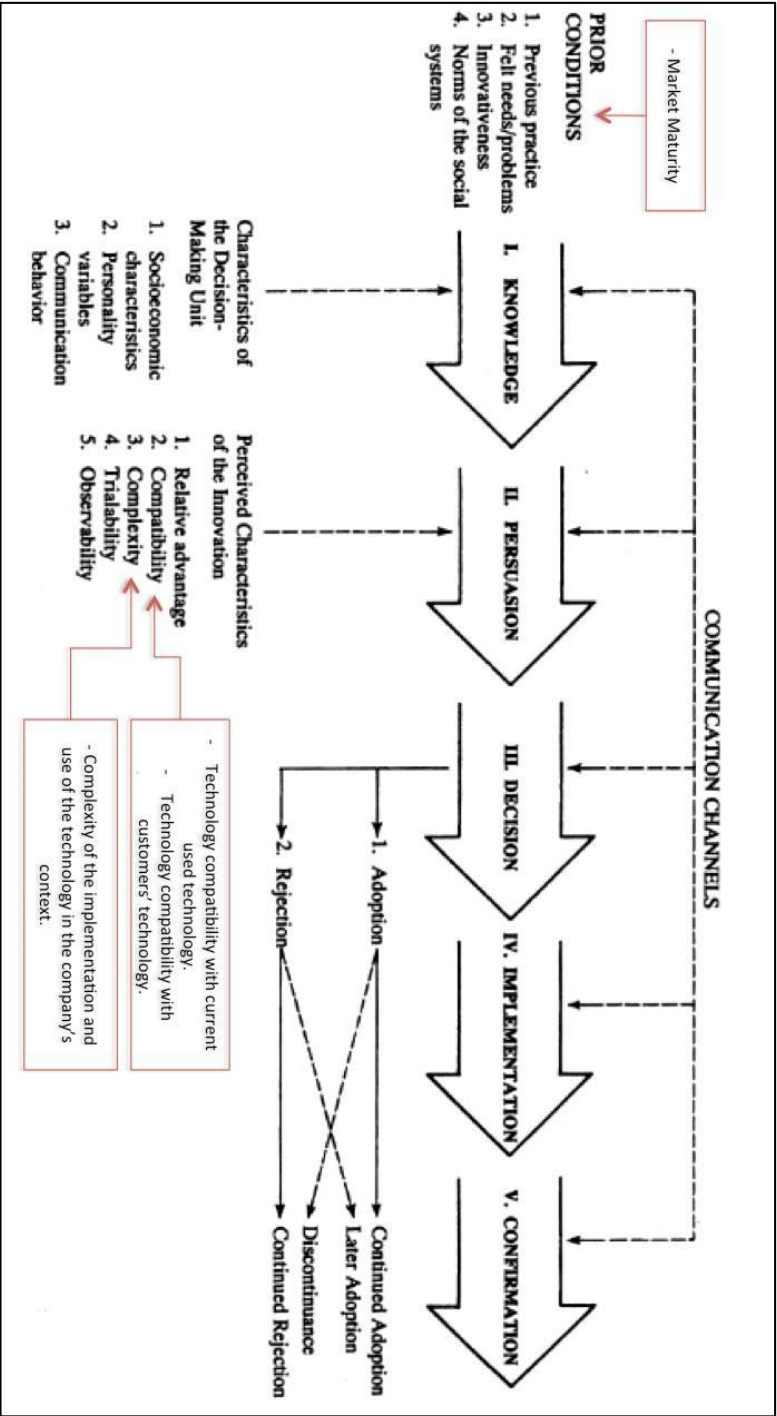 - Market Maturity
COMMUNICATION CHANNELS
PRIOR
CONDITIONS
1. Previous practice
2. Felt needs/problems
3. Innovativeness
4. Norms of the social
systems
I. KNOWLEDGE
II. PERSUASION
III. DECISION
IV. IMPLEMENTATION
V. CONFIRMATION
Characteristics of
the Decision-
Making Unit
1. Socioeconomic
characteristics
2. Personality
variables
3. Communication
behavior
Perceived Characteristics
of the Innovation
1. Relative advantage
2. Compatibility
3. Complexity
4. Trialability
5. Observability
1. Adoption
2. Rejection
Continued Adoption
Later Adoption
Discontinuance
Continued Rejection
- Technology compatibility with current
used technology.
- Technology compatibility with
customers' technology.
- Complexity of the implementation and
use of the technology in the company's
context.